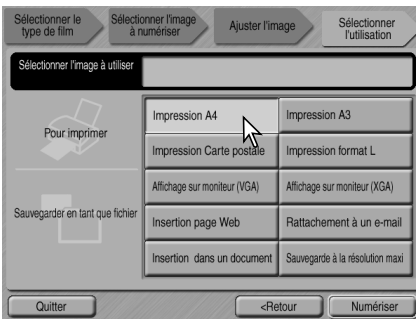 Sélectionner le
type de film
Sélectionner l'image
à numériser
Ajuster l'image
Sélectionner
l'utilisation
Sélectionner l'image à utiliser
Pour imprimer
Impression A4
Impression A3
Impression Carte postale
Impression format L
Sauvegarder en tant que fichier
Affichage sur moniteur (VGA)
Affichage sur moniteur (XGA)
Insertion page Web
Rattachement à un e-mail
Insertion dans un document
Sauvegarde à la résolution maxi
Quitter
<Retour
Numériser